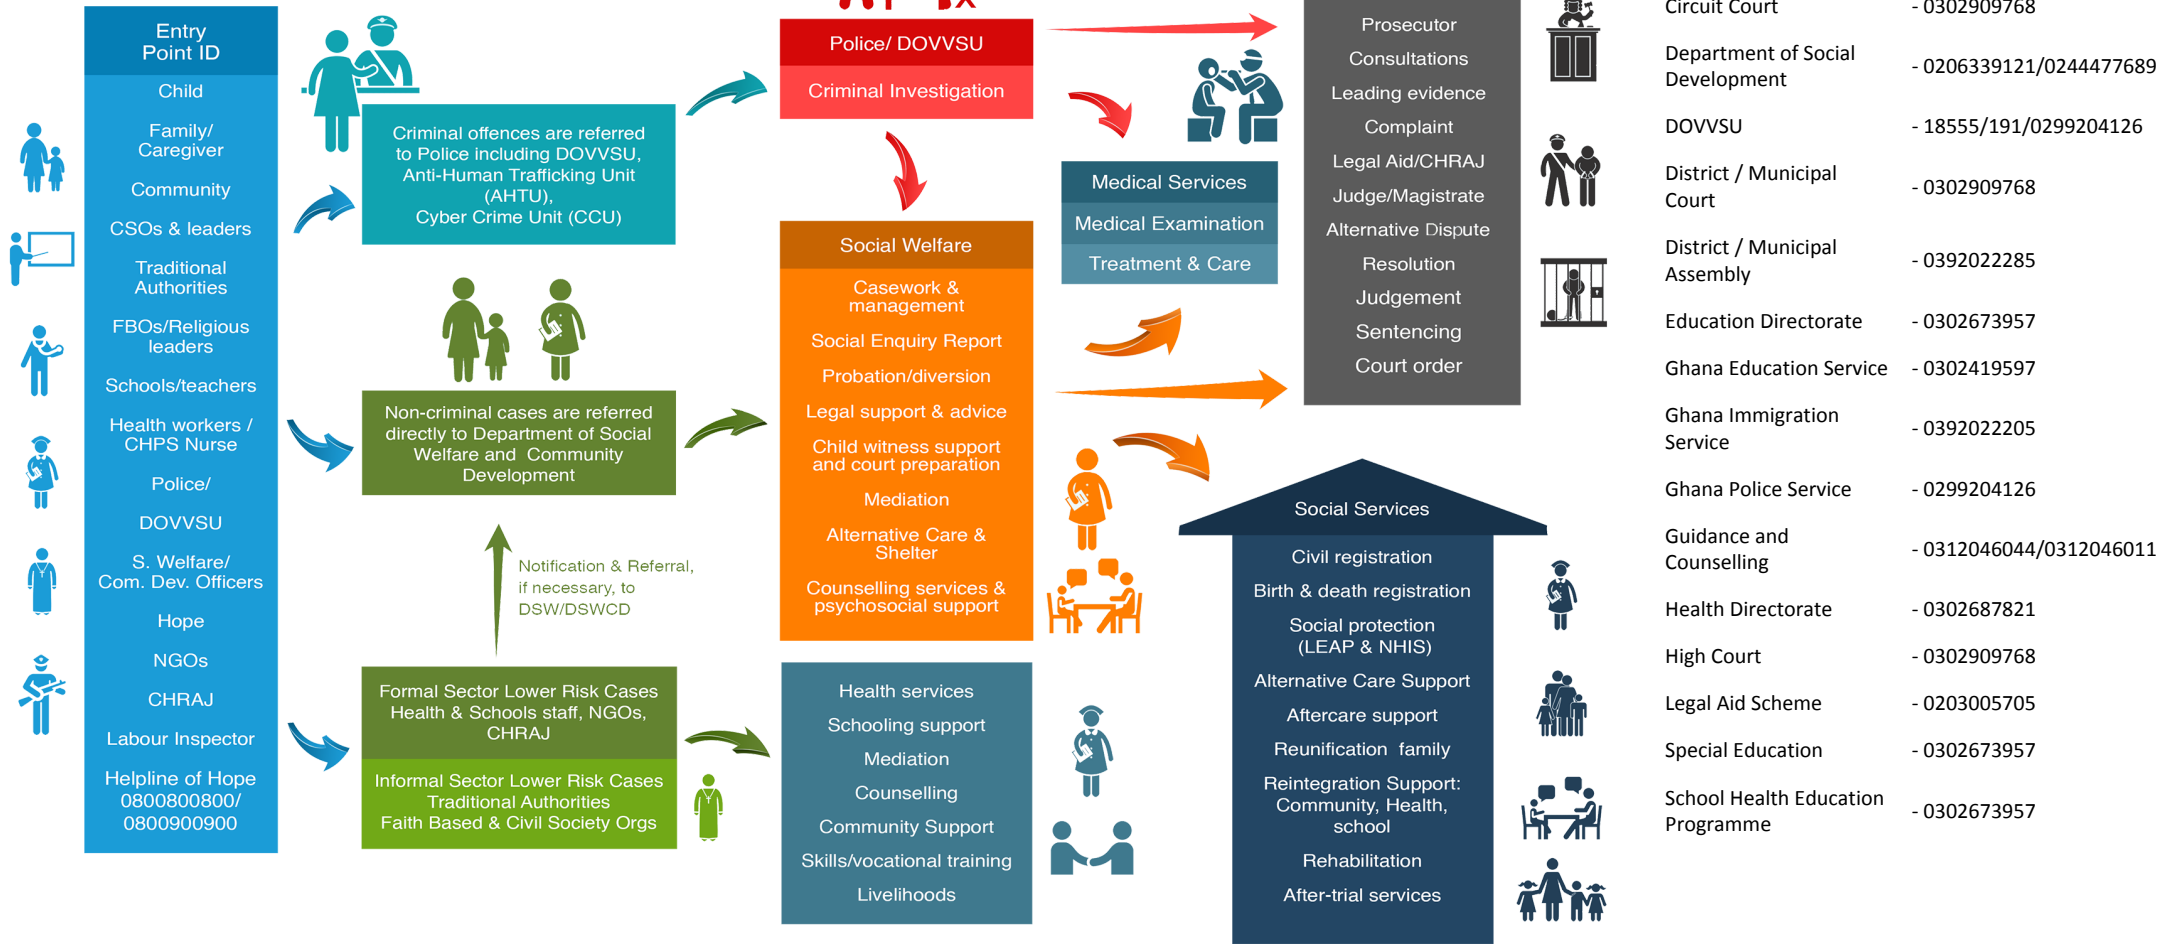 Entry
Point ID
Child
Family/
Caregiver
Community
CSOs & leaders
Traditional
Authorities
FBOs/Religious
leaders
Schools/teachers
Health workers /
CHPS Nurse
Police/
DOVVSU
S. Welfare/
Com. Dev. Officers
Hope
NGOs
CHRAJ
Labour Inspector
Helpline of Hope
0800800800/
0800900900
Criminal offences are referred
to Police including DOVVSU,
Anti-Human Trafficking Unit
(AHTU),
Cyber Crime Unit (CCU)
Non-criminal cases are referred
directly to Department of Social
Welfare and Community
Development
Notification & Referral,
if necessary, to
DSW/DSWCD
Formal Sector Lower Risk Cases
Health & Schools staff, NGOs,
CHRAJ
Informal Sector Lower Risk Cases
Traditional Authorities
Faith Based & Civil Society Orgs
Police/ DOVVSU
Criminal Investigation
Social Welfare
Casework &
management
Social Enquiry Report
Probation/diversion
Legal support & advice
Child witness support
and court preparation
Mediation
Alternative Care &
Shelter
Counselling services &
psychosocial support
Health services
Schooling support
Mediation
Counselling
Community Support
Skills/vocational training
Livelihoods
Medical Services
Medical Examination
Treatment & Care
Prosecutor
Consultations
Leading evidence
Complaint
Legal Aid/CHRAJ
Judge/Magistrate
Alternative Dispute
Resolution
Judgement
Sentencing
Court order
Social Services
Civil registration
Birth & death registration
Social protection
(LEAP & NHIS)
Alternative Care Support
Aftercare support
Reunification family
Reintegration Support:
Community, Health,
school
Rehabilitation
After-trial services
Circuit Court - 0302909768
Department of Social
Development - 0206339121/0244477689
DOVVSU - 18555/191/0299204126
District / Municipal
Court - 0302909768
District / Municipal
Assembly - 0392022285
Education Directorate - 0302673957
Ghana Education Service - 0302419597
Ghana Immigration
Service - 0392022205
Ghana Police Service - 0299204126
Guidance and
Counselling - 0312046044/0312046011
Health Directorate - 0302687821
High Court - 0302909768
Legal Aid Scheme - 0203005705
Special Education - 0302673957
School Health Education
Programme - 0302673957